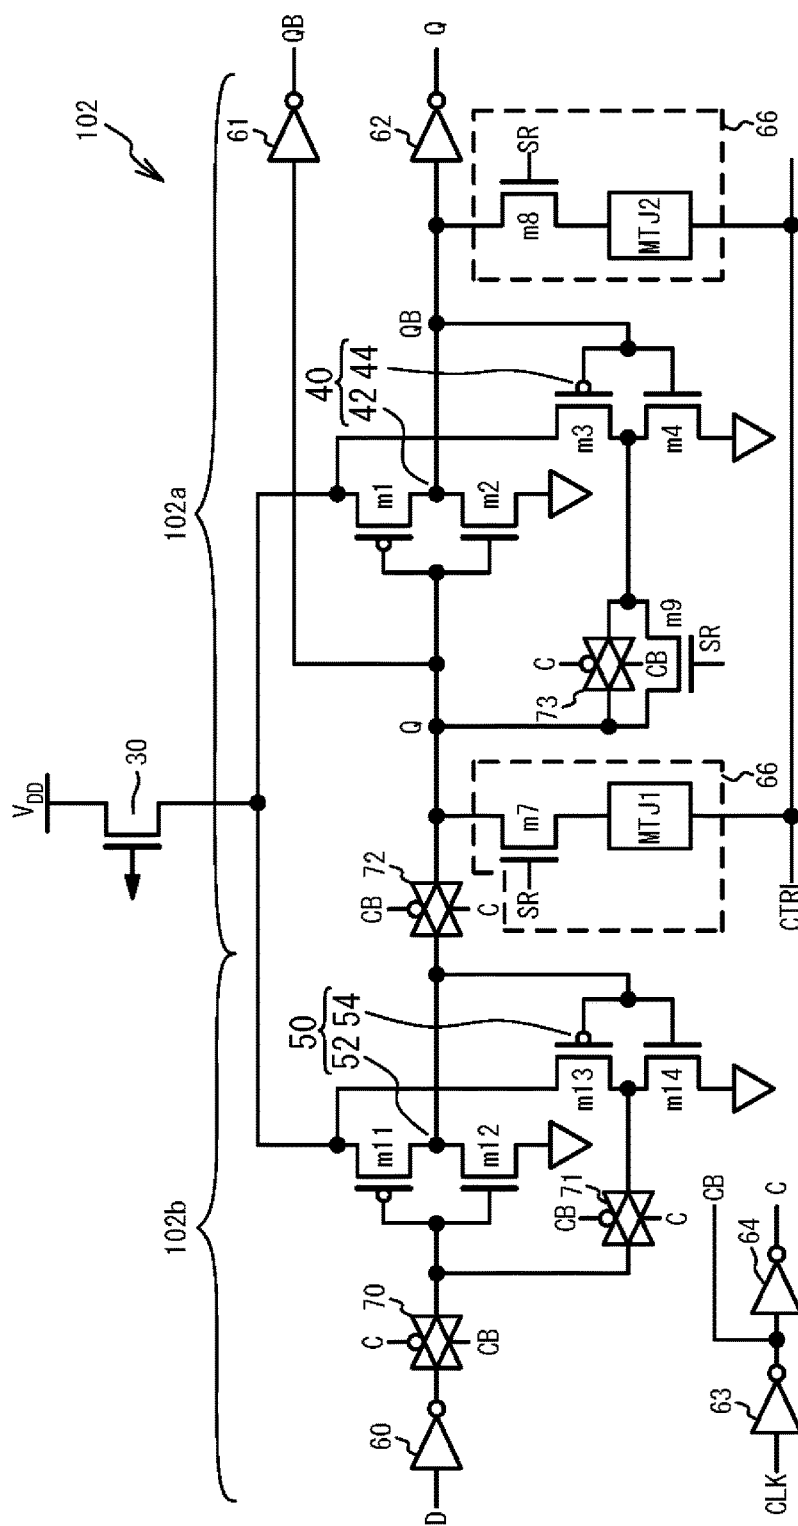 102
102b
102a
V_DD
30
QB
61
Q
62
D
60
C
70
CB
m11
m12
50
52
54
m13
m14
CB
71
C
CB
72
C
Q
m1
m2
40
42
44
QB
m3
m4
66
m7
SR
MTJ1
C
73
CB
m9
SR
66
m8
SR
MTJ2
CTRL
CLK
63
CB
64
C